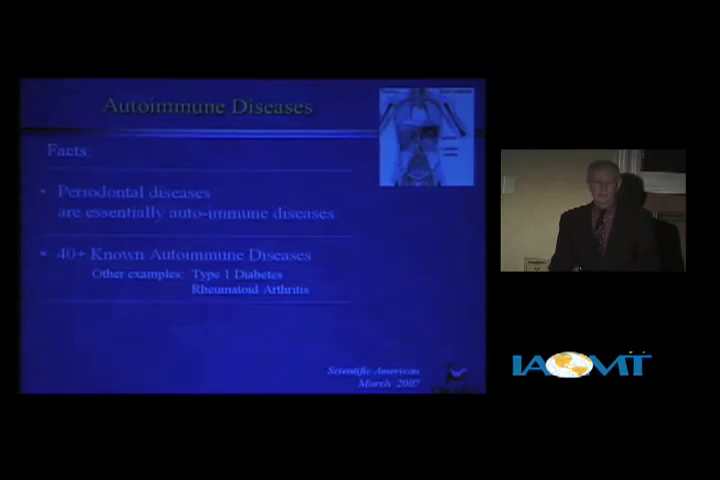 Autoimmune Diseases
Facts:
• Periodontal diseases
are essentially auto-immune diseases
• 40+ Known Autoimmune Diseases
Other examples: Type 1 Diabetes
Rheumatoid Arthritis
Scientific American
March 2007
IAOMT